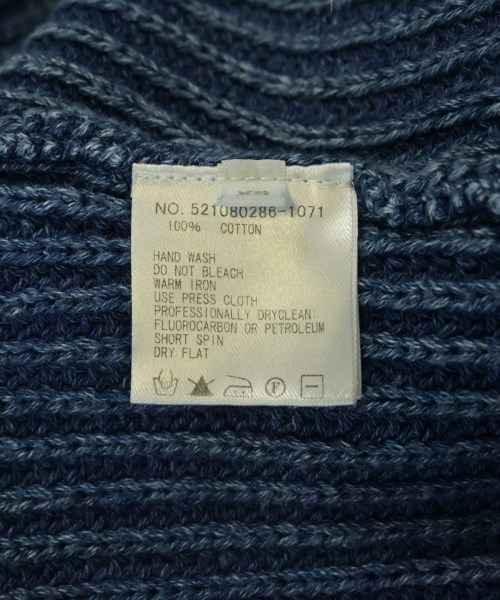 NO. 521080286-1071
100% COTTON
HAND WASH
DO NOT BLEACH
WARM IRON
USE PRESS CLOTH
PROFESSIONALLY DRYCLEAN
FLUOROCARBON OR PETROLEUM
SHORT SPIN
DRY FLAT
F